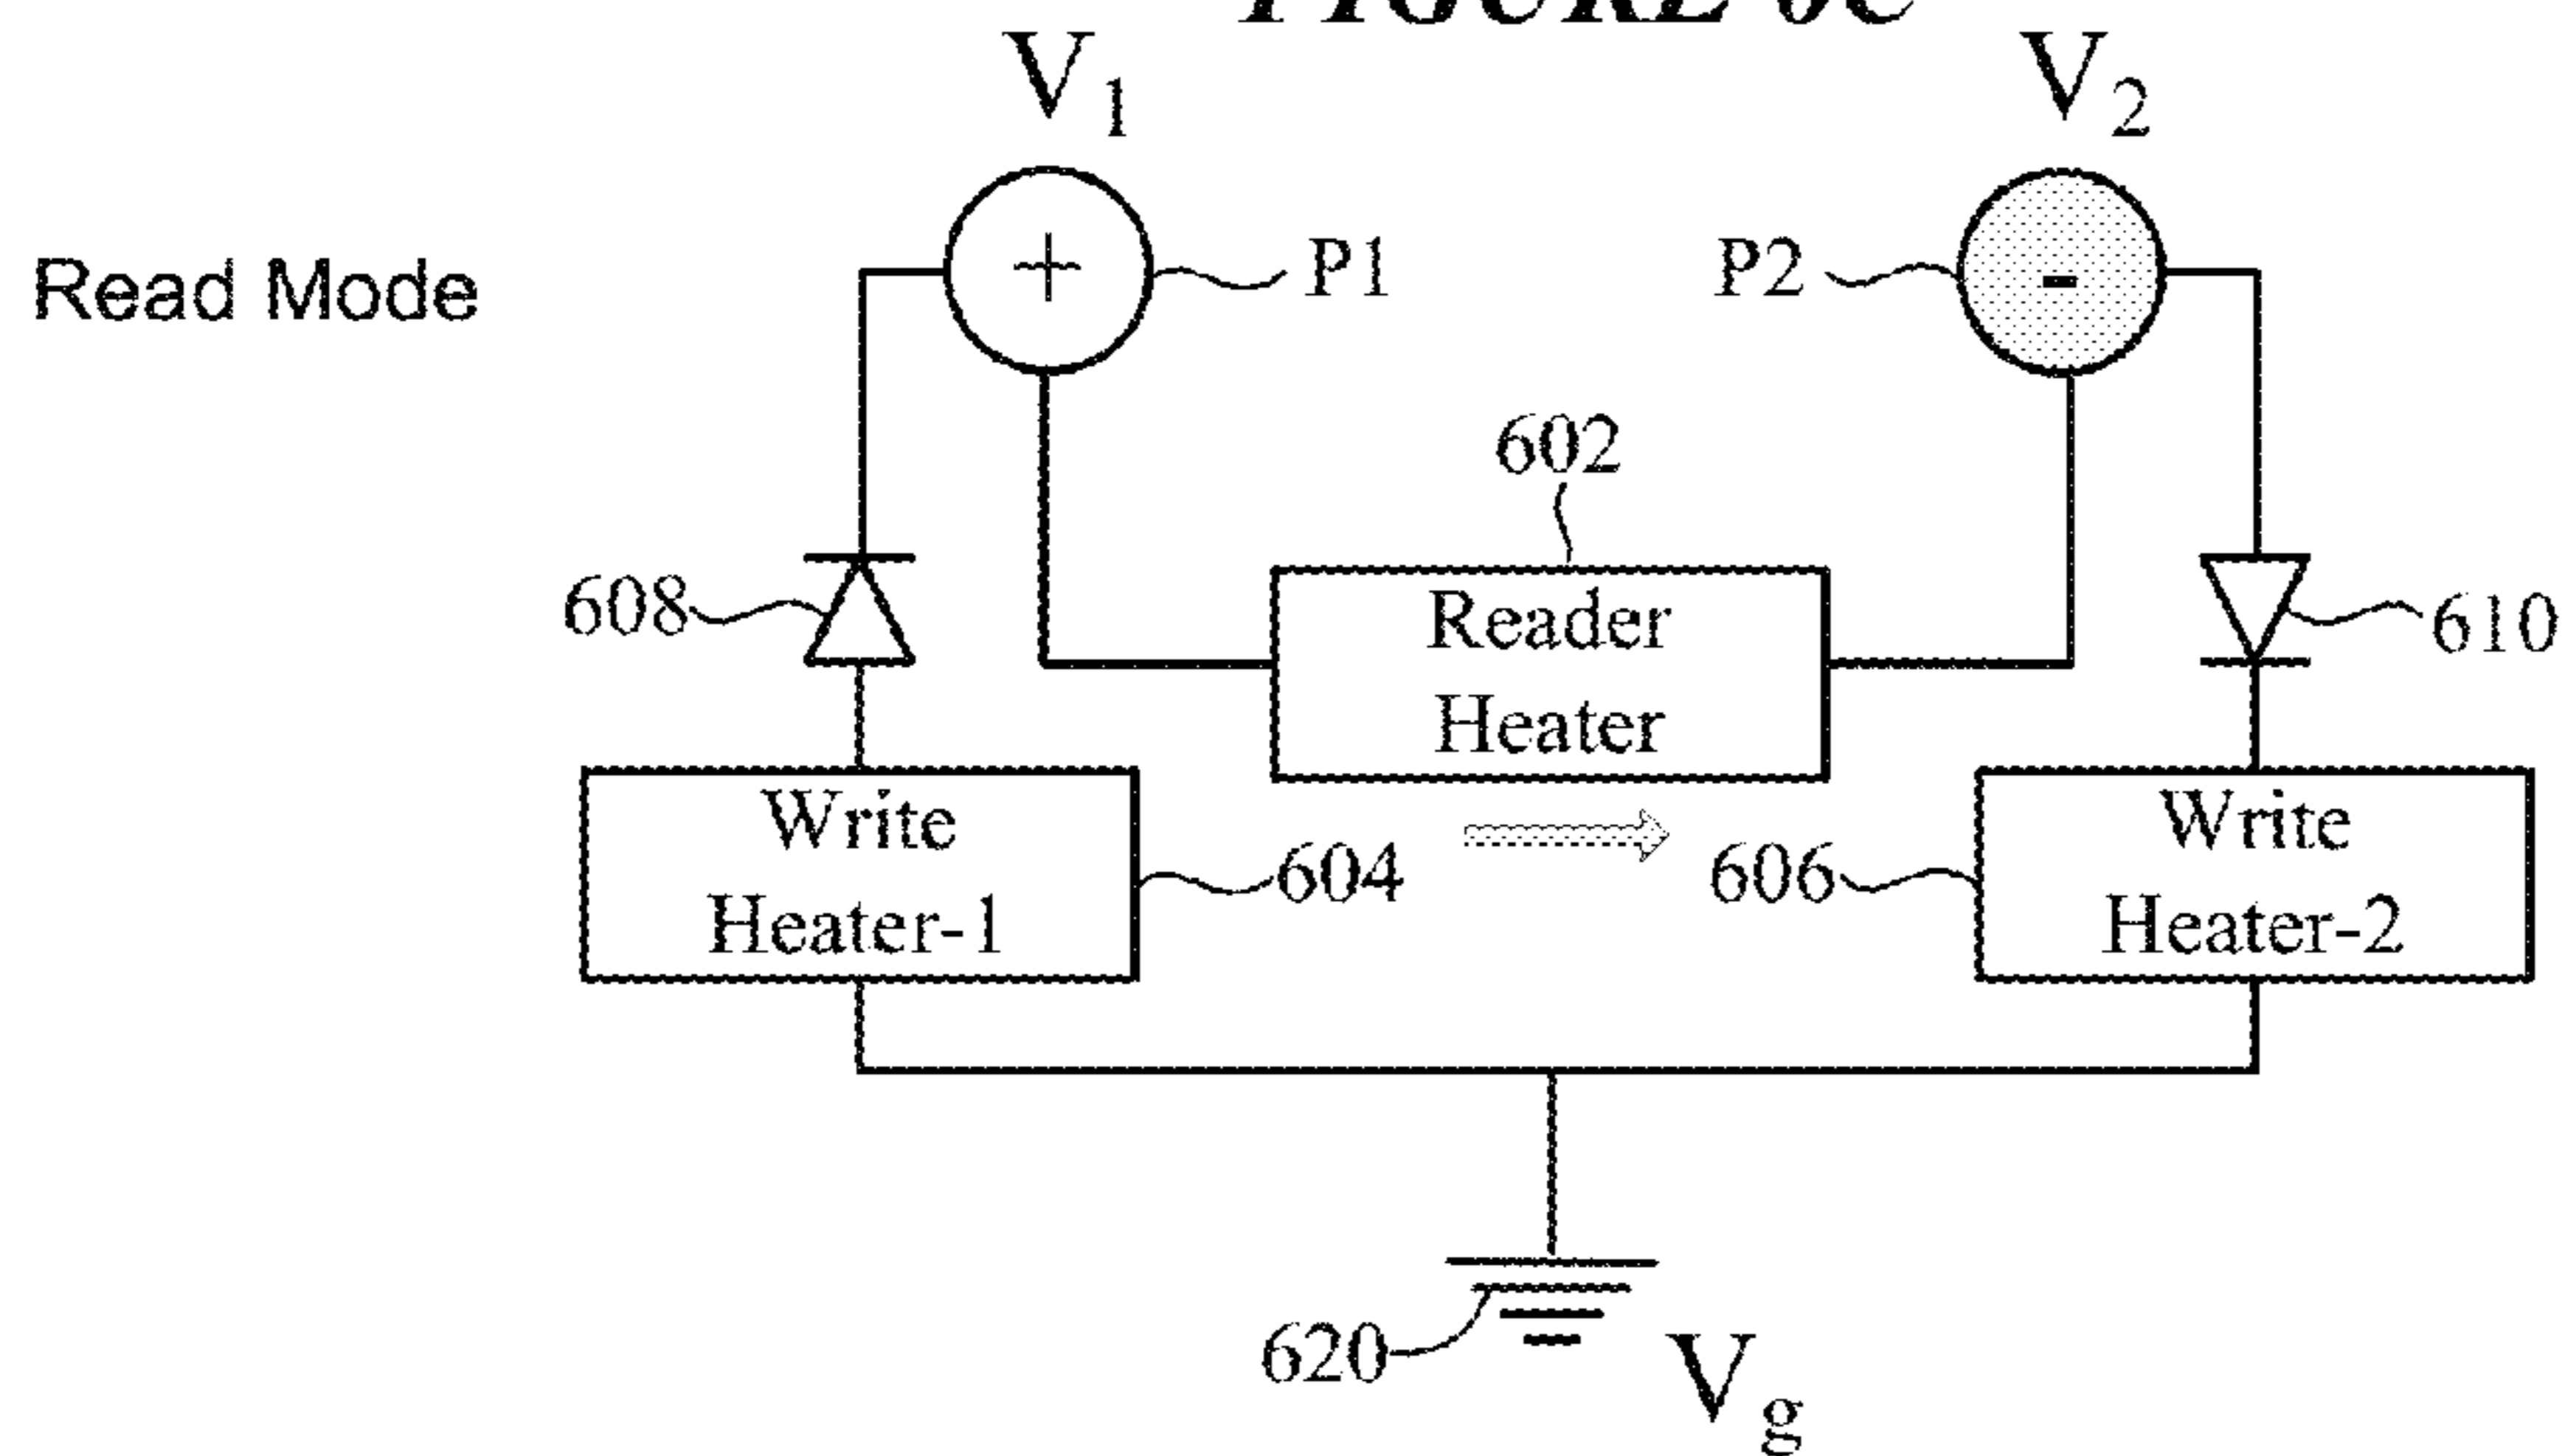 V1
V2
Read Mode
+
P1
P2
-
602
608
Reader
Heater
610
Write
Heater-1
604
606
Write
Heater-2
620
Vg